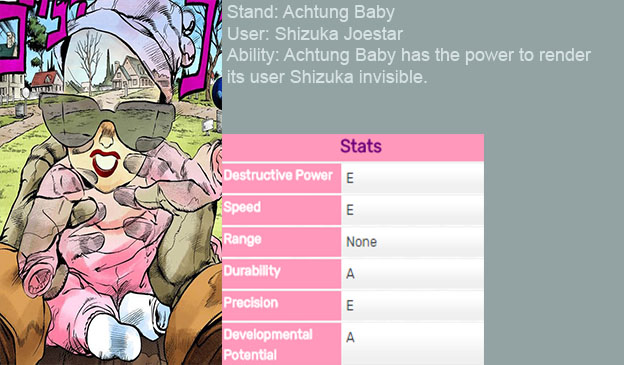 Stand: Achtung Baby
User: Shizuka Joestar
Ability: Achtung Baby has the power to render
its user Shizuka invisible.
Stats
Destructive Power E
Speed E
Range None
Durability A
Precision E
Developmental A
Potential